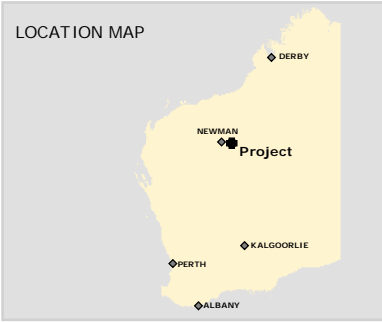 LOCATION MAP
DERBY
NEWMAN
Project
KALGOORLIE
PERTH
ALBANY